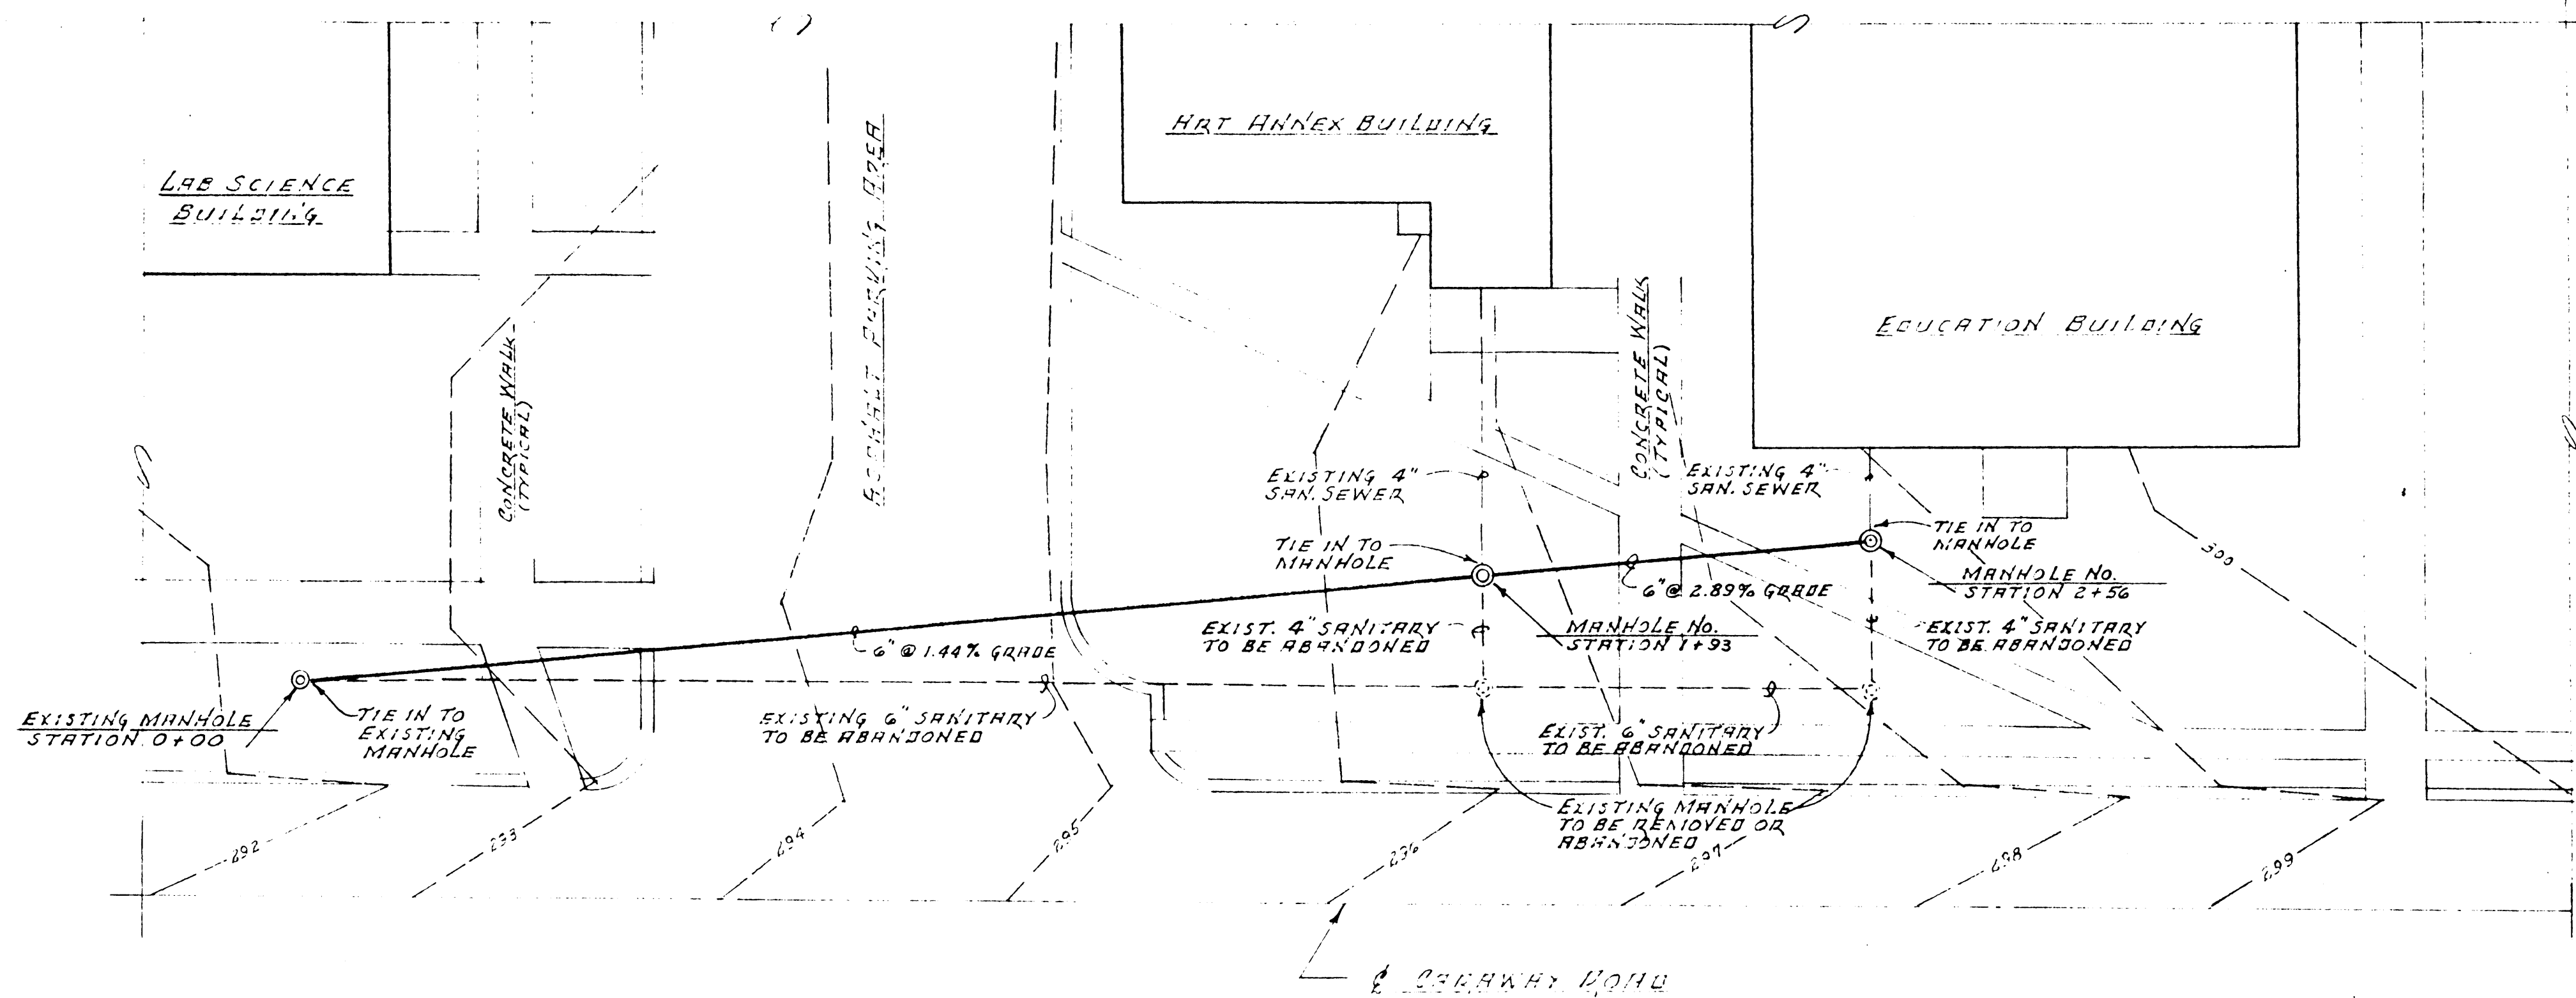 ART ANNEX BUILDING
LAB SCIENCE
BUILDING
ASPHALT PARKING AREA
EDUCATION BUILDING
CONCRETE WALK
(TYPICAL)
CONCRETE WALK
(TYPICAL)
EXISTING 4"
SAN. SEWER
EXISTING 4"
SAN. SEWER
TIE IN TO
MANHOLE
TIE IN TO
MANHOLE
300
6" @ 2.89% GRADE
MANHOLE No.
STATION 2+56
EXIST. 4" SANITARY
TO BE ABANDONED
MANHOLE No.
STATION 1+93
EXIST. 4" SANITARY
TO BE ABANDONED
6" @ 1.44% GRADE
EXISTING MANHOLE
STATION 0+00
TIE IN TO
EXISTING
MANHOLE
EXISTING 6" SANITARY
TO BE ABANDONED
EXIST. 6" SANITARY
TO BE ABANDONED
EXISTING MANHOLE
TO BE REMOVED OR
ABANDONED
292
293
294
295
296
297
298
299
℄ CARAWAY ROAD